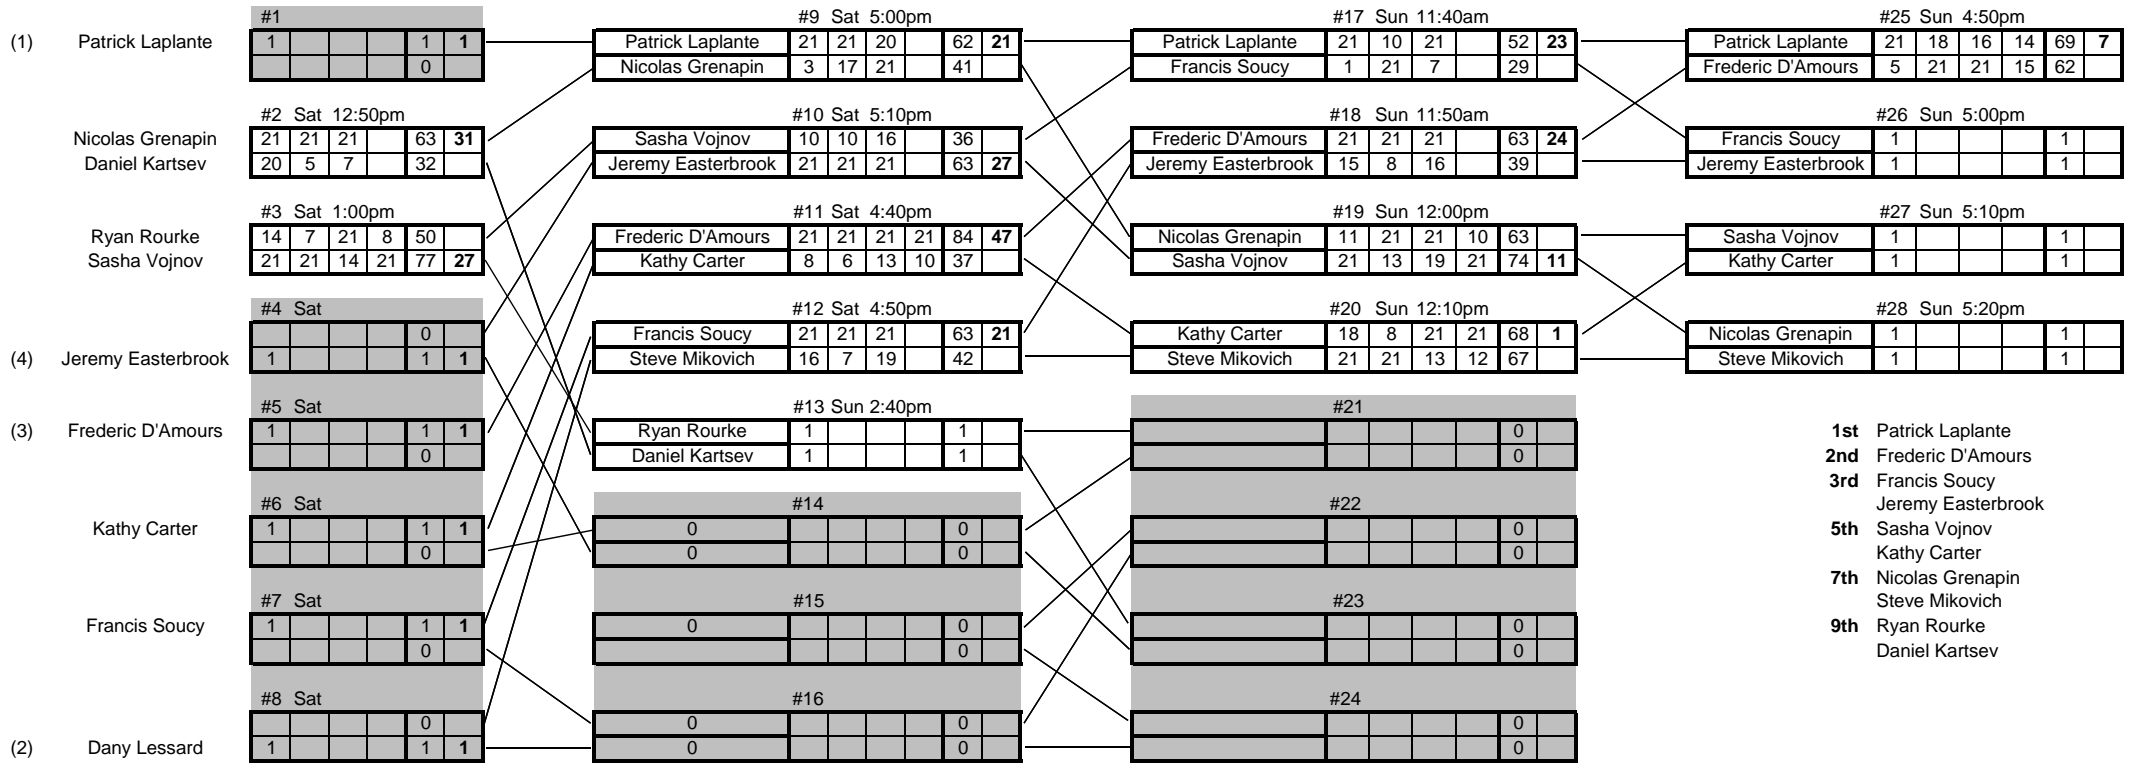 #1 #9 Sat 5:00pm #17 Sun 11:40am #25 Sun 4:50pm
(1) Patrick Laplante 1 1 1 Patrick Laplante 21 21 20 62 21 Patrick Laplante 21 10 21 52 23 Patrick Laplante 21 18 16 14 69 7
0 Nicolas Grenapin 3 17 21 41 Francis Soucy 1 21 7 29 Frederic D'Amours 5 21 21 15 62
#2 Sat 12:50pm #10 Sat 5:10pm #18 Sun 11:50am #26 Sun 5:00pm
Nicolas Grenapin 21 21 21 63 31 Sasha Vojnov 10 10 16 36 Frederic D'Amours 21 21 21 63 24 Francis Soucy 1 1
Daniel Kartsev 20 5 7 32 Jeremy Easterbrook 21 21 21 63 27 Jeremy Easterbrook 15 8 16 39 Jeremy Easterbrook 1 1
#3 Sat 1:00pm #11 Sat 4:40pm #19 Sun 12:00pm #27 Sun 5:10pm
Ryan Rourke 14 7 21 8 50 Frederic D'Amours 21 21 21 21 84 47 Nicolas Grenapin 11 21 21 10 63 Sasha Vojnov 1 1
Sasha Vojnov 21 21 14 21 77 27 Kathy Carter 8 6 13 10 37 Sasha Vojnov 21 13 19 21 74 11 Kathy Carter 1 1
#4 Sat #12 Sat 4:50pm #20 Sun 12:10pm #28 Sun 5:20pm
0 Francis Soucy 21 21 21 63 21 Kathy Carter 18 8 21 21 68 1 Nicolas Grenapin 1 1
(4) Jeremy Easterbrook 1 1 1 Steve Mikovich 16 7 19 42 Steve Mikovich 21 21 13 12 67 Steve Mikovich 1 1
#5 Sat #13 Sun 2:40pm #21
(3) Frederic D'Amours 1 1 1 Ryan Rourke 1 1 0 1st Patrick Laplante
0 Daniel Kartsev 1 1 0 2nd Frederic D'Amours
3rd Francis Soucy
#6 Sat #14 #22 Jeremy Easterbrook
Kathy Carter 1 1 1 0 0 0 5th Sasha Vojnov
0 0 0 0 Kathy Carter
7th Nicolas Grenapin
#7 Sat #15 #23 Steve Mikovich
Francis Soucy 1 1 1 0 0 0 9th Ryan Rourke
0 0 0 Daniel Kartsev
#8 Sat #16 #24
0 0 0 0
(2) Dany Lessard 1 1 1 0 0 0